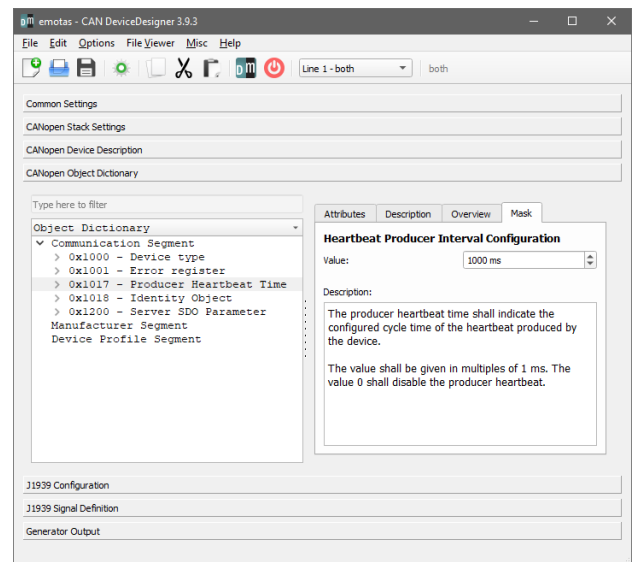 DM emotas - CAN DeviceDesigner 3.9.3
File Edit Options File Viewer Misc Help
DM Line 1 - both both
Common Settings
CANopen Stack Settings
CANopen Device Description
CANopen Object Dictionary
Type here to filter
Object Dictionary
Communication Segment
0x1000 - Device type
0x1001 - Error register
0x1017 - Producer Heartbeat Time
0x1018 - Identity Object
0x1200 - Server SDO Parameter
Manufacturer Segment
Device Profile Segment
Attributes Description Overview Mask
Heartbeat Producer Interval Configuration
Value: 1000 ms
Description:
The producer heartbeat time shall indicate the
configured cycle time of the heartbeat produced by
the device.
The value shall be given in multiples of 1 ms. The
value 0 shall disable the producer heartbeat.
J1939 Configuration
J1939 Signal Definition
Generator Output